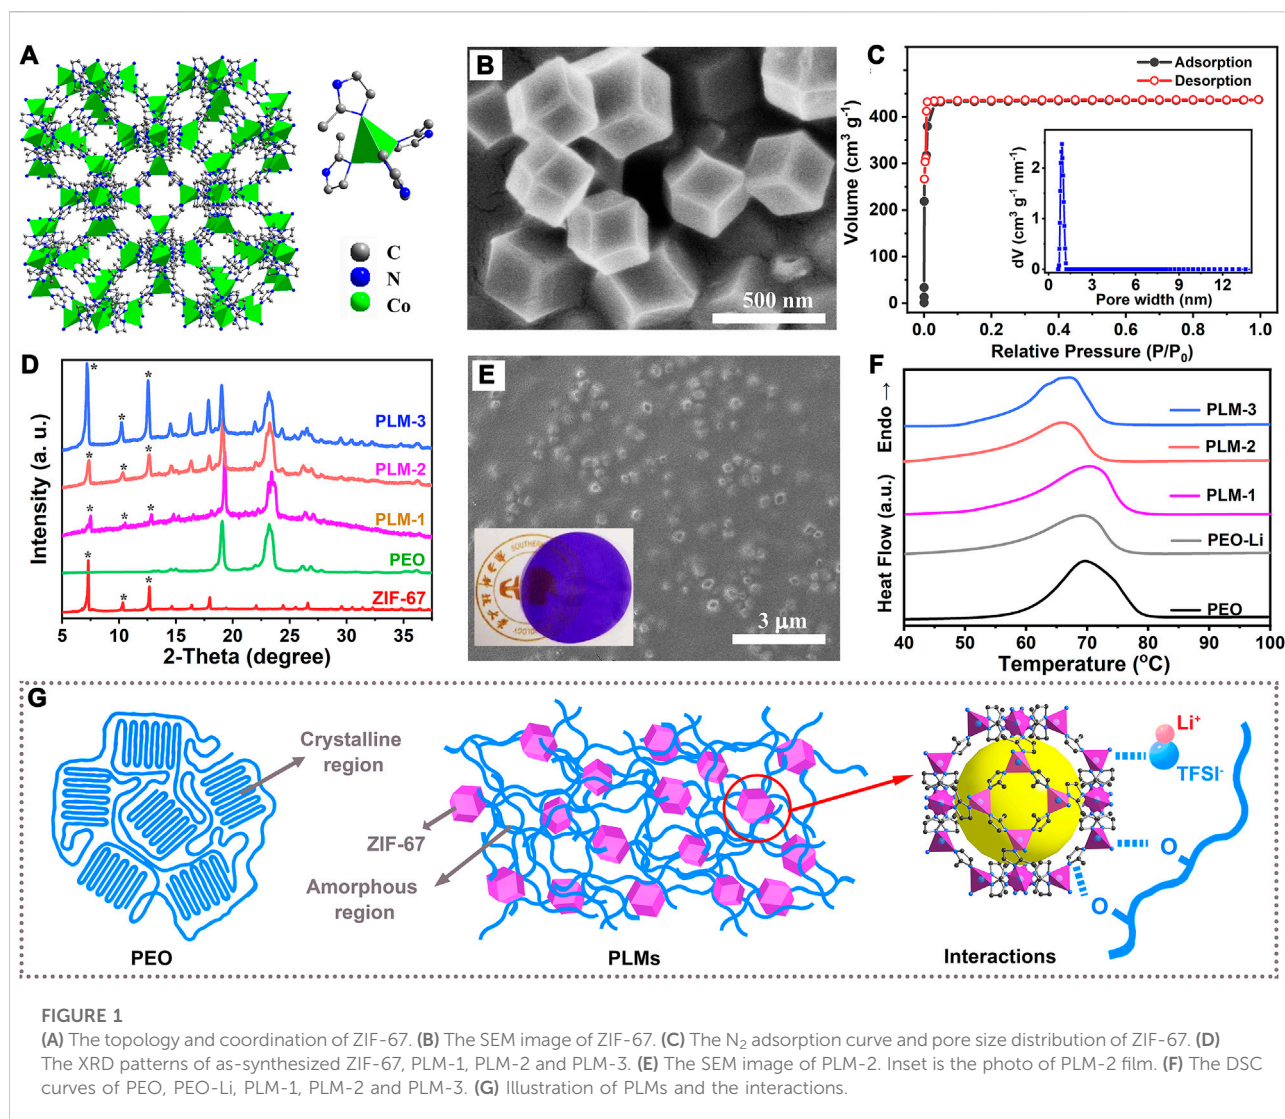 A
C
N
Co
B
500 nm
C
Adsorption
Desorption
Volume (cm³ g⁻¹)
400
300
200
100
0
0.0 0.2 0.4 0.6 0.8 1.0
Relative Pressure (P/P₀)
dV (cm³ g⁻¹ nm⁻¹)
2
1
0
0 3 6 9 12
Pore width (nm)
D
Intensity (a. u.)
* * *
PLM-3
* * *
PLM-2
* * *
PLM-1
PEO
* * *
ZIF-67
5 10 15 20 25 30 35
2-Theta (degree)
E
SOUTHERN
3 μm
F
Heat Flow (a.u.)
Endo →
PLM-3
PLM-2
PLM-1
PEO-Li
PEO
40 50 60 70 80 90 100
Temperature (°C)
G
Crystalline
region
PEO
ZIF-67
Amorphous
region
PLMs
Li⁺
TFSI⁻
O
O
Interactions
FIGURE 1
(A) The topology and coordination of ZIF-67. (B) The SEM image of ZIF-67. (C) The N₂ adsorption curve and pore size distribution of ZIF-67. (D)
The XRD patterns of as-synthesized ZIF-67, PLM-1, PLM-2 and PLM-3. (E) The SEM image of PLM-2. Inset is the photo of PLM-2 film. (F) The DSC
curves of PEO, PEO-Li, PLM-1, PLM-2 and PLM-3. (G) Illustration of PLMs and the interactions.